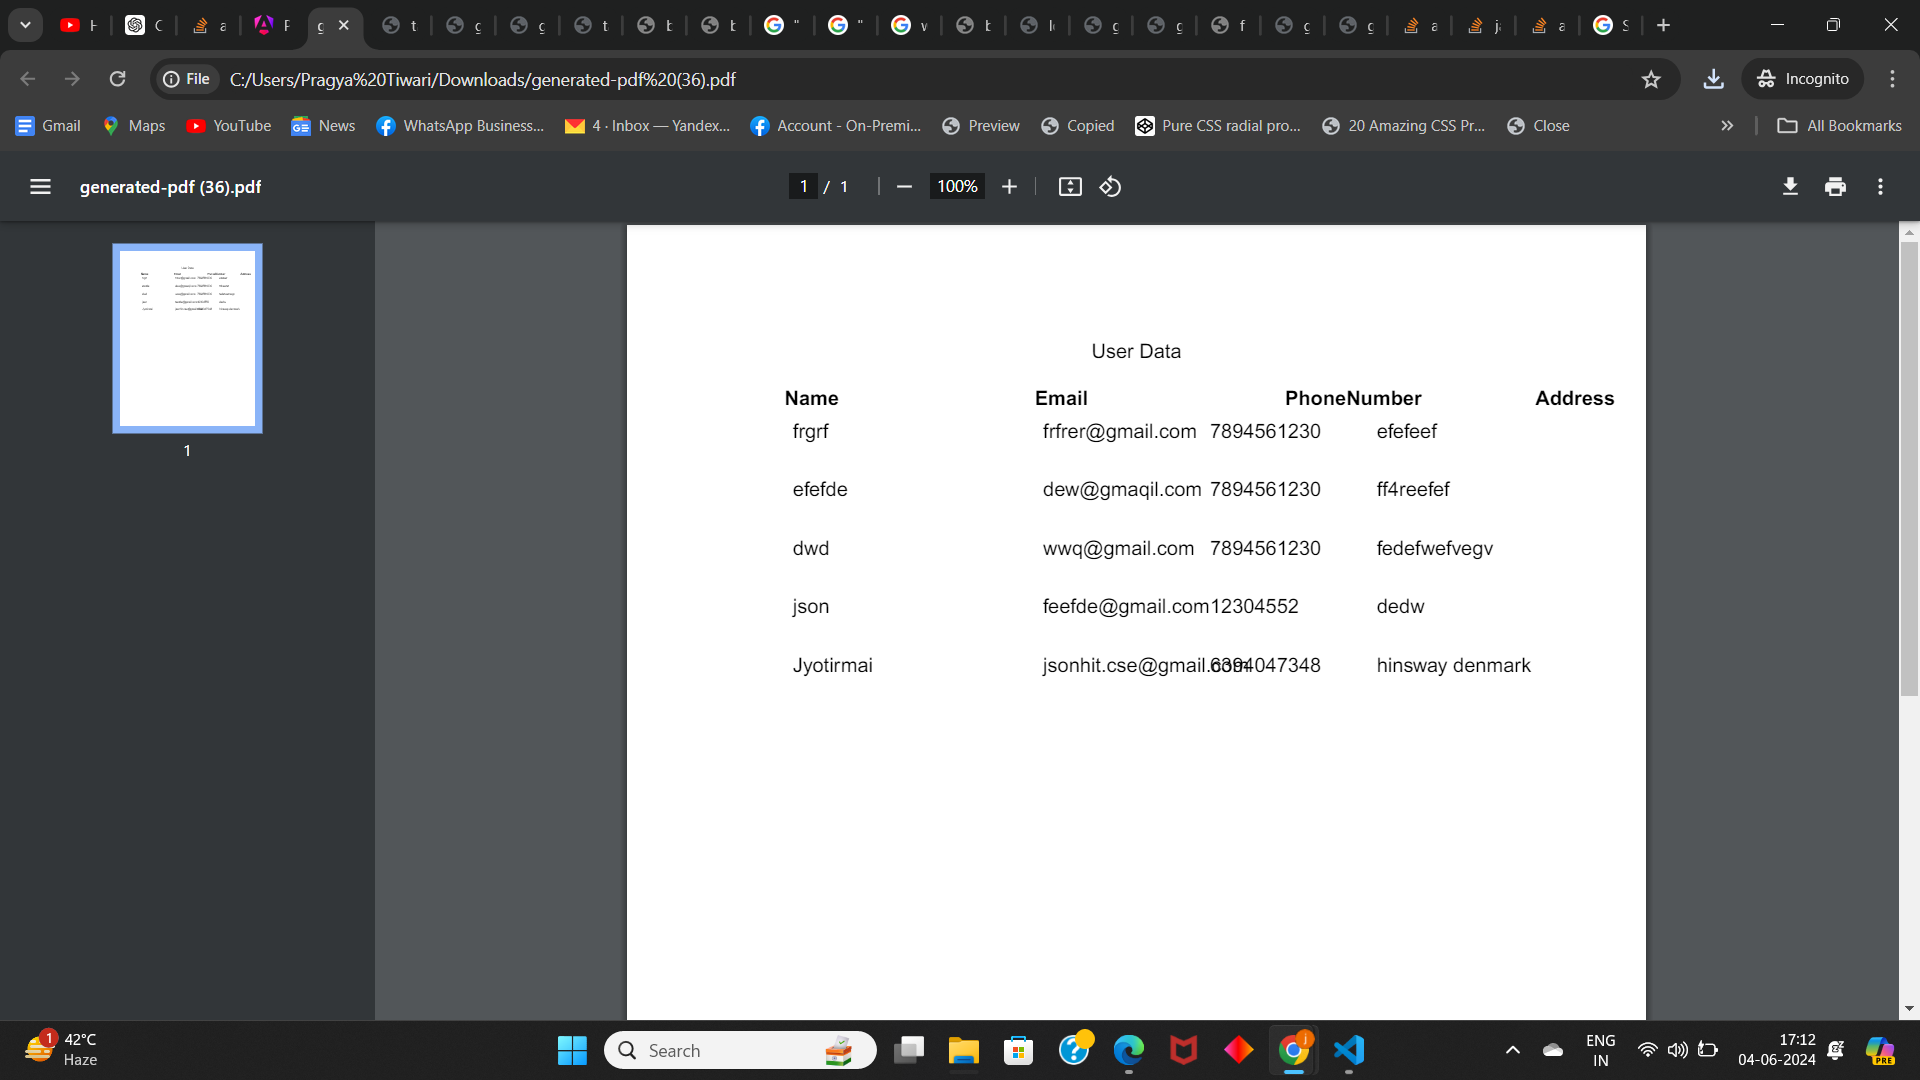 H C a F g t g g t b b " " w b l g g f g g a j a S
File C:/Users/Pragya%20Tiwari/Downloads/generated-pdf%20(36).pdf Incognito
Gmail Maps YouTube News WhatsApp Business... 4 · Inbox — Yandex... Account - On-Premi... Preview Copied Pure CSS radial pro... 20 Amazing CSS Pr... Close » All Bookmarks
generated-pdf (36).pdf 1 / 1 100%
1
User Data
Name Email PhoneNumber Address
frgrf frfrer@gmail.com 7894561230 efefeef
efefde dew@gmaqil.com 7894561230 ff4reefef
dwd wwq@gmail.com 7894561230 fedefwefvegv
json feefde@gmail.com 12304552 dedw
Jyotirmai jsonhit.cse@gmail.com 6394047348 hinsway denmark
1 42°C
Haze
Search
ENG
IN
17:12
04-06-2024
PRE